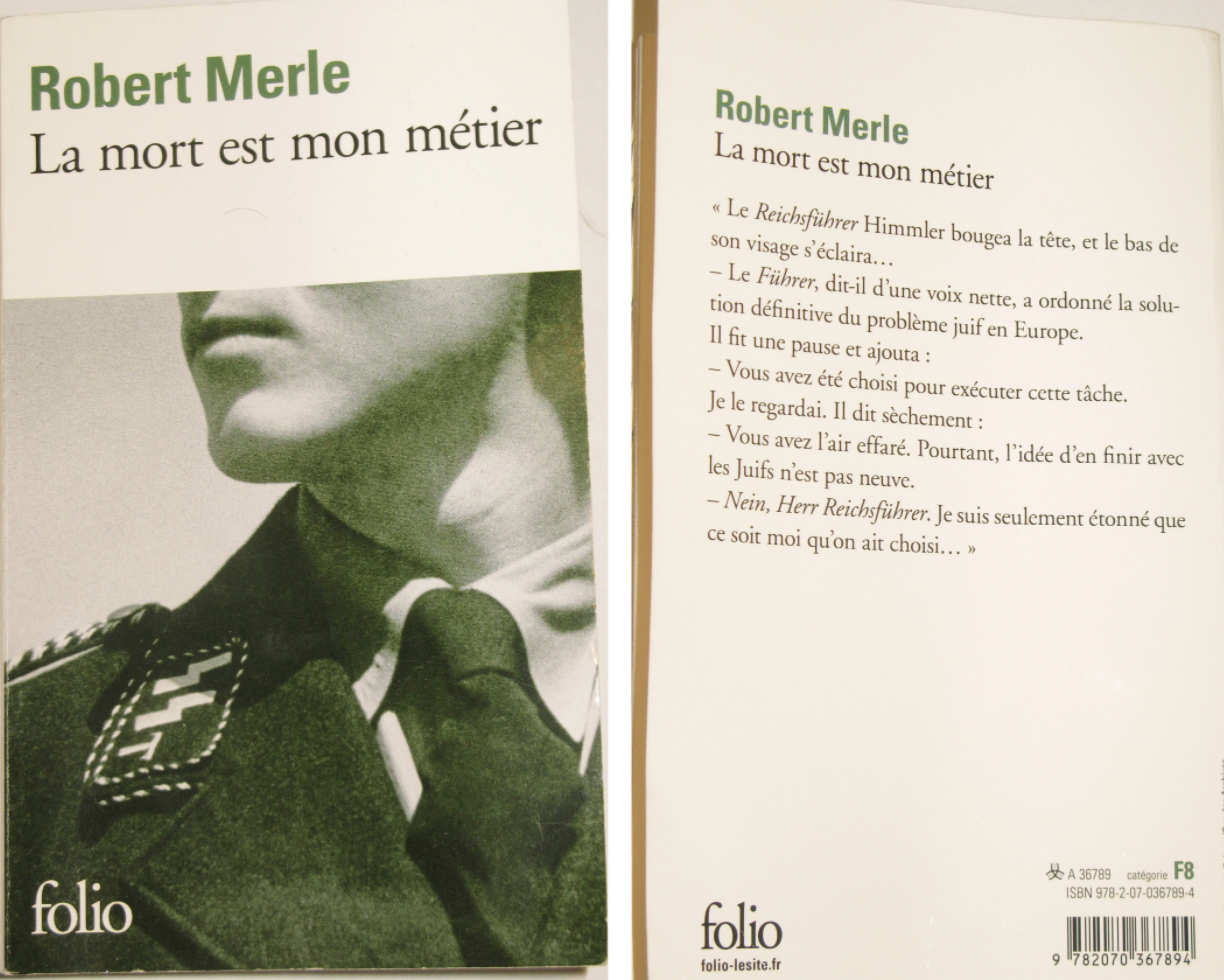 Robert Merle
La mort est mon métier
folio
Robert Merle
La mort est mon métier
« Le Reichsführer Himmler bougea la tête, et le bas de
son visage s'éclaira…
– Le Führer, dit-il d'une voix nette, a ordonné la solu-
tion définitive du problème juif en Europe.
Il fit une pause et ajouta :
– Vous avez été choisi pour exécuter cette tâche.
Je le regardai. Il dit sèchement :
– Vous avez l'air effaré. Pourtant, l'idée d'en finir avec
les Juifs n'est pas neuve.
– Nein, Herr Reichsführer. Je suis seulement étonné que
ce soit moi qu'on ait choisi… »
A 36789 catégorie F8
ISBN 978-2-07-036789-4
folio
folio-lesite.fr
9 782070 367894